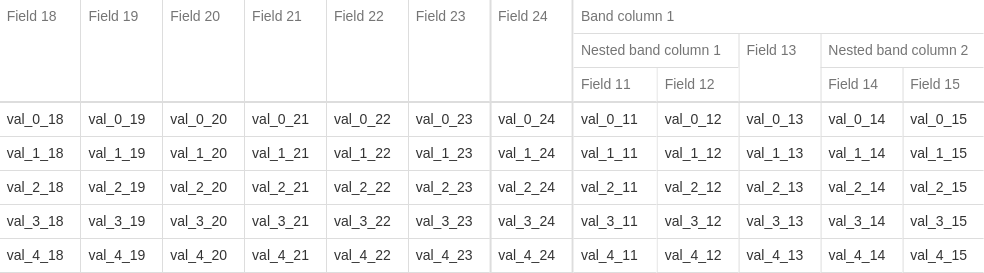 Field 18 Field 19 Field 20 Field 21 Field 22 Field 23 Field 24 Band column 1
Nested band column 1 Field 13 Nested band column 2
Field 11 Field 12 Field 14 Field 15
val_0_18 val_0_19 val_0_20 val_0_21 val_0_22 val_0_23 val_0_24 val_0_11 val_0_12 val_0_13 val_0_14 val_0_15
val_1_18 val_1_19 val_1_20 val_1_21 val_1_22 val_1_23 val_1_24 val_1_11 val_1_12 val_1_13 val_1_14 val_1_15
val_2_18 val_2_19 val_2_20 val_2_21 val_2_22 val_2_23 val_2_24 val_2_11 val_2_12 val_2_13 val_2_14 val_2_15
val_3_18 val_3_19 val_3_20 val_3_21 val_3_22 val_3_23 val_3_24 val_3_11 val_3_12 val_3_13 val_3_14 val_3_15
val_4_18 val_4_19 val_4_20 val_4_21 val_4_22 val_4_23 val_4_24 val_4_11 val_4_12 val_4_13 val_4_14 val_4_15